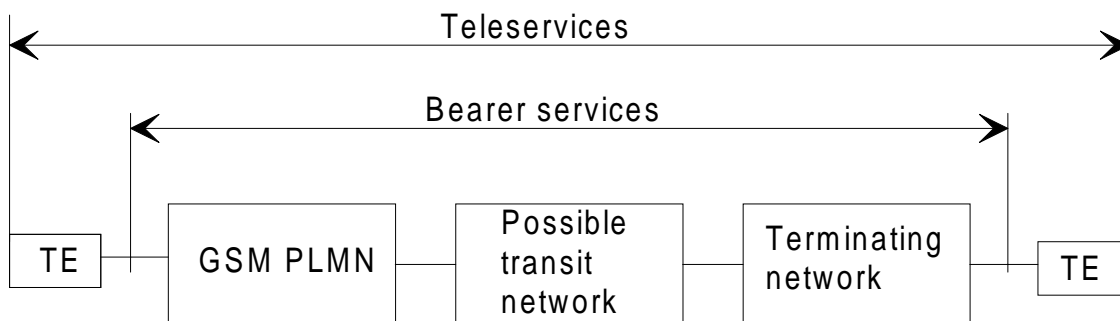 Teleservices
Bearer services
TE
GSM PLMN
Possible
transit
network
Terminating
network
TE